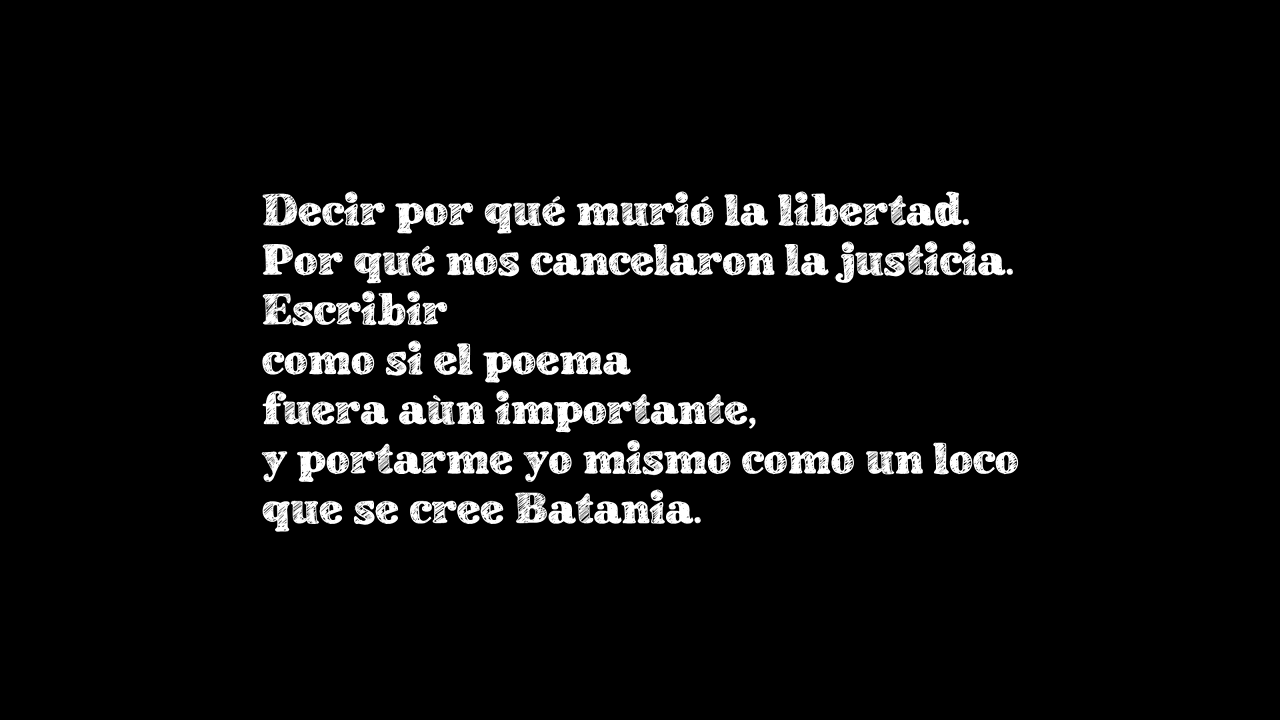 Decir por qué murió la libertad.
Por qué nos cancelaron la justicia.
Escribir
como si el poema
fuera aùn importante,
y portarme yo mismo como un loco
que se cree Batania.